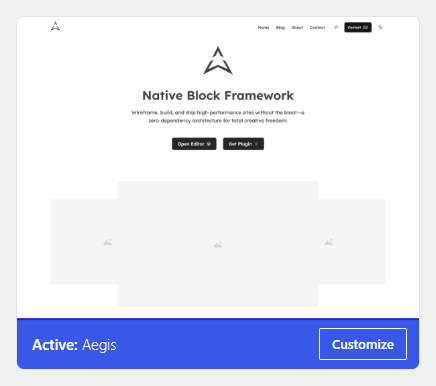 Home Blog About Contact Contact
Native Block Framework
Wireframe, build, and ship high-performance sites without the bloat—a
zero-dependency architecture for total creative freedom.
Open Editor Get Plugin
Active: Aegis Customize